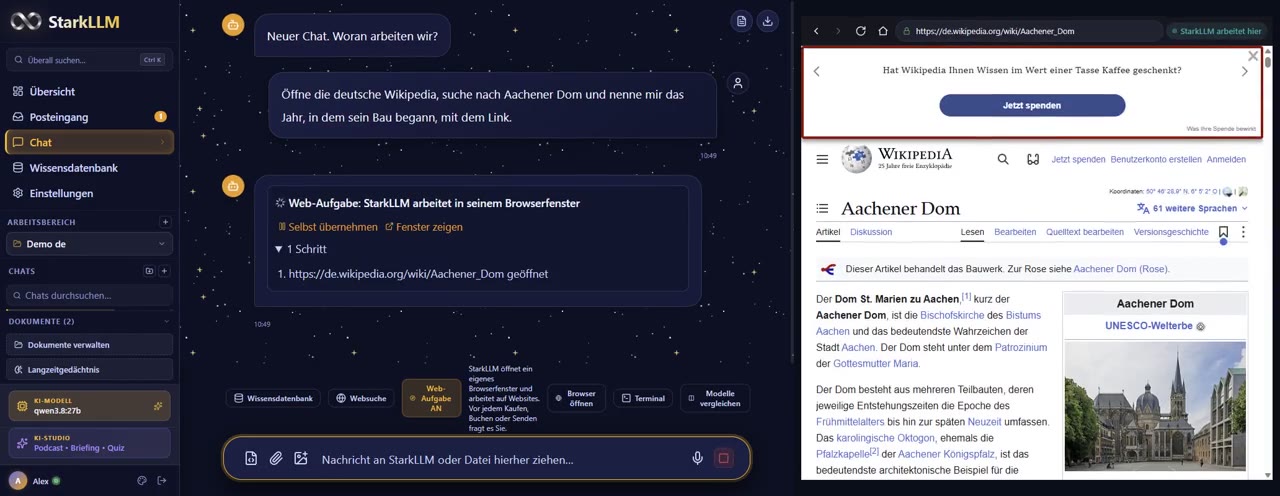 StarkLLM
Überall suchen...
Ctrl K
Übersicht
Posteingang
1
Chat
Wissensdatenbank
Einstellungen
ARBEITSBEREICH
Demo de
CHATS
Chats durchsuchen...
DOKUMENTE (2)
Dokumente verwalten
Langzeitgedächtnis
KI-MODELL
qwen3.8:27b
KI-STUDIO
Podcast • Briefing • Quiz
A
Alex
Neuer Chat. Woran arbeiten wir?
Öffne die deutsche Wikipedia, suche nach Aachener Dom und nenne mir das
Jahr, in dem sein Bau begann, mit dem Link.
10:49
Web-Aufgabe: StarkLLM arbeitet in seinem Browserfenster
Selbst übernehmen
Fenster zeigen
▼ 1 Schritt
1. https://de.wikipedia.org/wiki/Aachener_Dom geöffnet
10:49
Wissensdatenbank
Websuche
Web-
Aufgabe
AN
StarkLLM öffnet ein
eigenes
Browserfenster und
arbeitet auf Websites.
Vor jedem Kaufen,
Buchen oder Senden
fragt es Sie.
Browser
öffnen
Terminal
Modelle
vergleichen
Nachricht an StarkLLM oder Datei hierher ziehen...
https://de.wikipedia.org/wiki/Aachener_Dom
StarkLLM arbeitet hier
Hat Wikipedia Ihnen Wissen im Wert einer Tasse Kaffee geschenkt?
Jetzt spenden
Was Ihre Spende bewirkt
WIKIPEDIA
25 Jahre freie Enzyklopädie
Jetzt spenden
Benutzerkonto erstellen
Anmelden
Koordinaten: 50° 46′ 28,9″ N, 6° 5′ 2″ O
Aachener Dom
61 weitere Sprachen
Artikel
Diskussion
Lesen
Bearbeiten
Quelltext bearbeiten
Versionsgeschichte
Dieser Artikel behandelt das Bauwerk. Zur Rose siehe Aachener Dom (Rose).
Der Dom St. Marien zu Aachen,[1] kurz der
Aachener Dom, ist die Bischofskirche des Bistums
Aachen und das bedeutendste Wahrzeichen der
Stadt Aachen. Der Dom steht unter dem Patrozinium
der Gottesmutter Maria.
Der Dom besteht aus mehreren Teilbauten, deren
jeweilige Entstehungszeiten die Epoche des
Frühmittelalters bis hin zur späten Neuzeit umfassen.
Das karolingische Oktogon, ehemals die
Pfalzkapelle[2] der Aachener Königspfalz, ist das
bedeutendste architektonische Beispiel für die
Aachener Dom
UNESCO-Welterbe